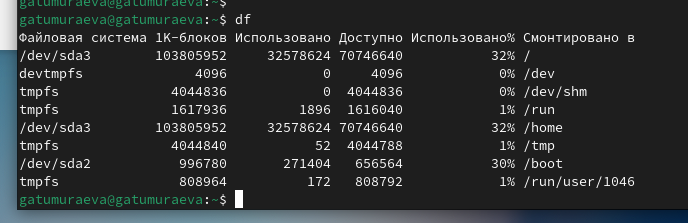 gatumuraeva@gatumuraeva:~$
gatumuraeva@gatumuraeva:~$ df
Файловая система 1K-блоков Использовано Доступно Использовано% Смонтировано в
/dev/sda3 103805952 32578624 70746640 32% /
devtmpfs 4096 0 4096 0% /dev
tmpfs 4044836 0 4044836 0% /dev/shm
tmpfs 1617936 1896 1616040 1% /run
/dev/sda3 103805952 32578624 70746640 32% /home
tmpfs 4044840 52 4044788 1% /tmp
/dev/sda2 996780 271404 656564 30% /boot
tmpfs 808964 172 808792 1% /run/user/1046
gatumuraeva@gatumuraeva:~$